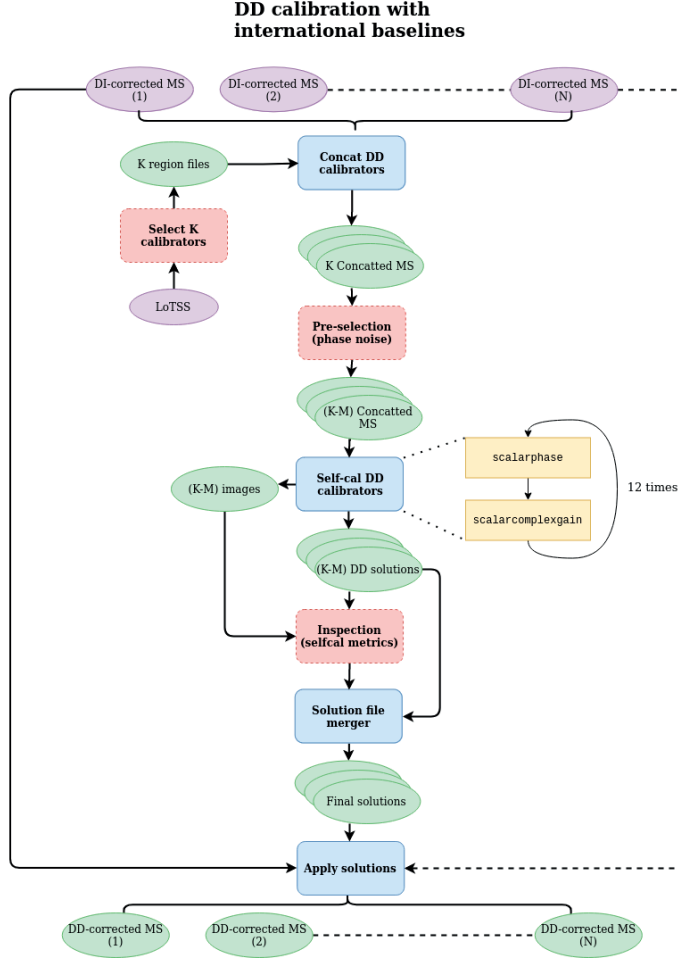 DD calibration with
international baselines
DI-corrected MS
(1)
DI-corrected MS
(2)
DI-corrected MS
(N)
K region files
Concat DD
calibrators
Select K
calibrators
K Concatted MS
LoTSS
Pre-selection
(phase noise)
(K-M) Concatted
MS
Self-cal DD
calibrators
scalarphase
(K-M) images
12 times
scalarcomplexgain
(K-M) DD solutions
Inspection
(selfcal metrics)
Solution file
merger
Final solutions
Apply solutions
DD-corrected MS
(1)
DD-corrected MS
(2)
DD-corrected MS
(N)